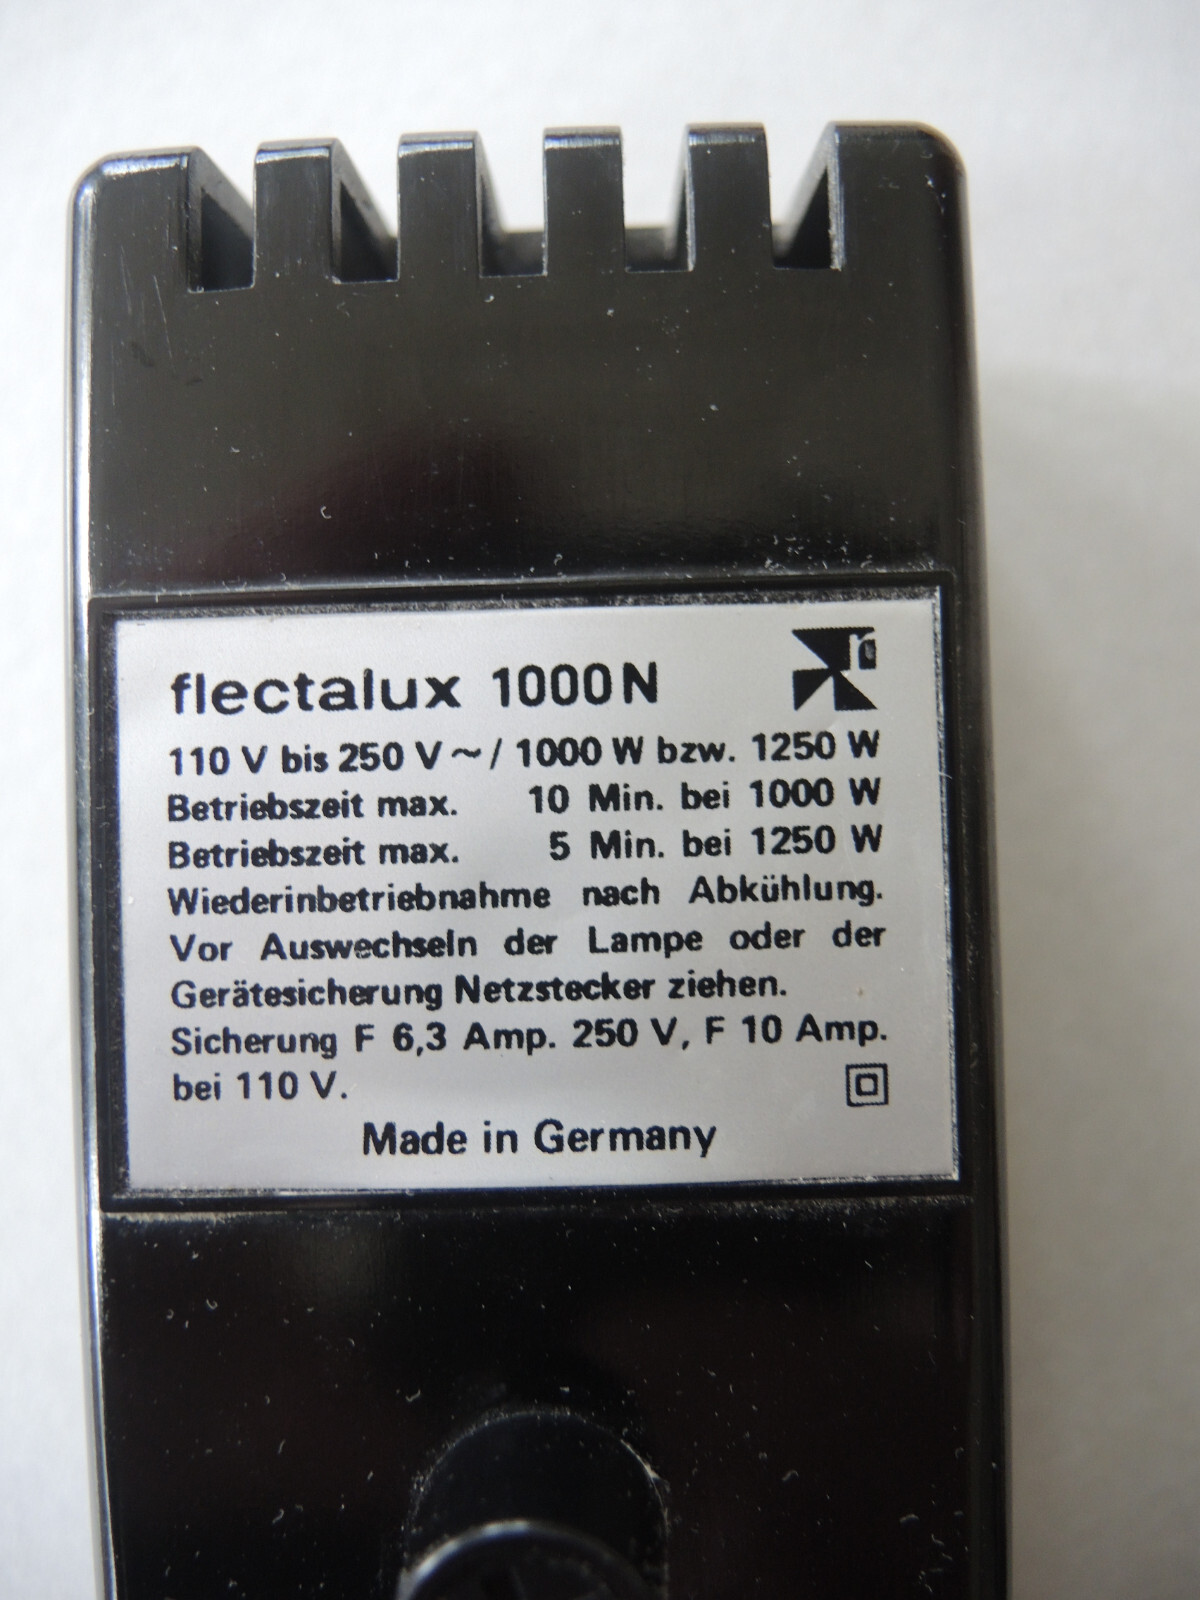 flectalux 1000N
r
110 V bis 250 V ~ / 1000 W bzw. 1250 W
Betriebszeit max. 10 Min. bei 1000 W
Betriebszeit max. 5 Min. bei 1250 W
Wiederinbetriebnahme nach Abkühlung.
Vor Auswechseln der Lampe oder der
Gerätesicherung Netzstecker ziehen.
Sicherung F 6,3 Amp. 250 V, F 10 Amp.
bei 110 V.
Made in Germany